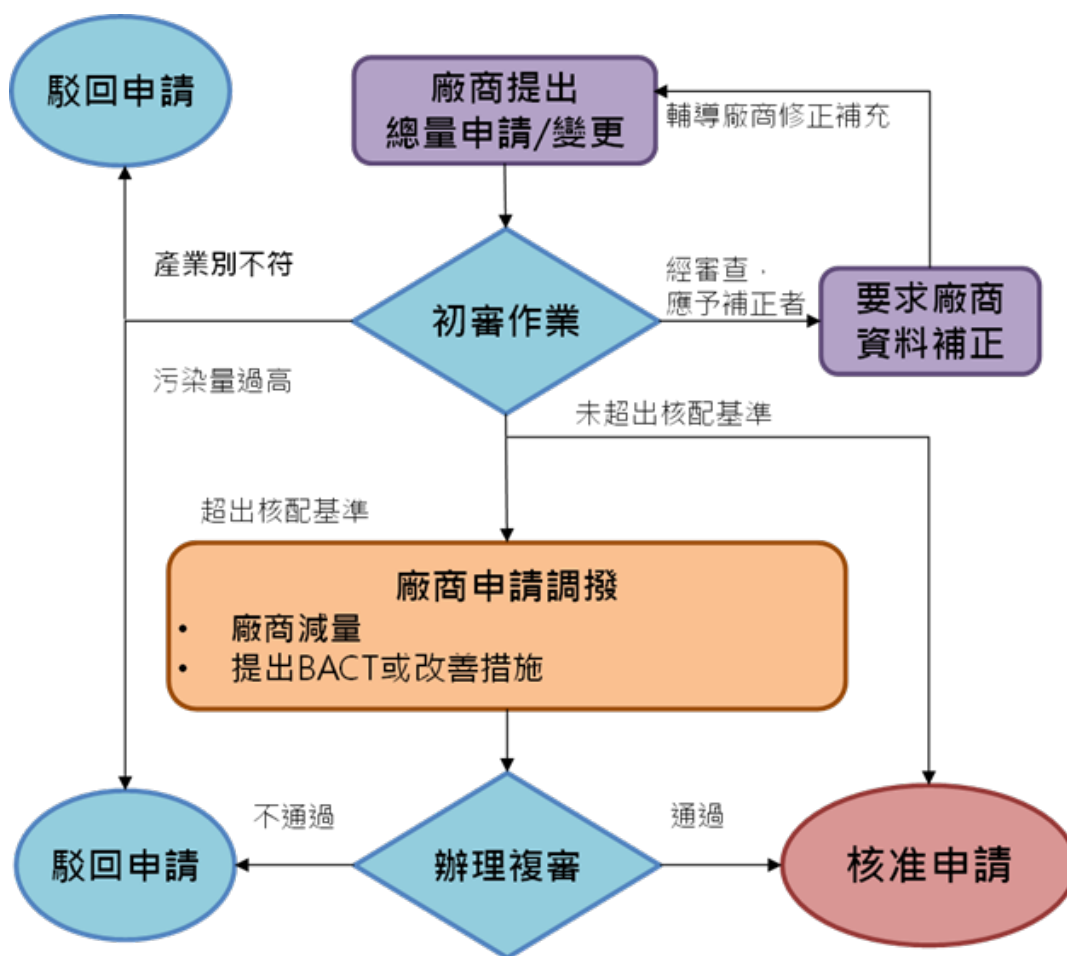 駁回申請
廠商提出
總量申請/變更
輔導廠商修正補充
產業別不符
經審查，
應予補正者
初審作業
要求廠商
資料補正
污染量過高
未超出核配基準
超出核配基準
廠商申請調撥
• 廠商減量
• 提出BACT或改善措施
不通過
通過
駁回申請
辦理複審
核准申請